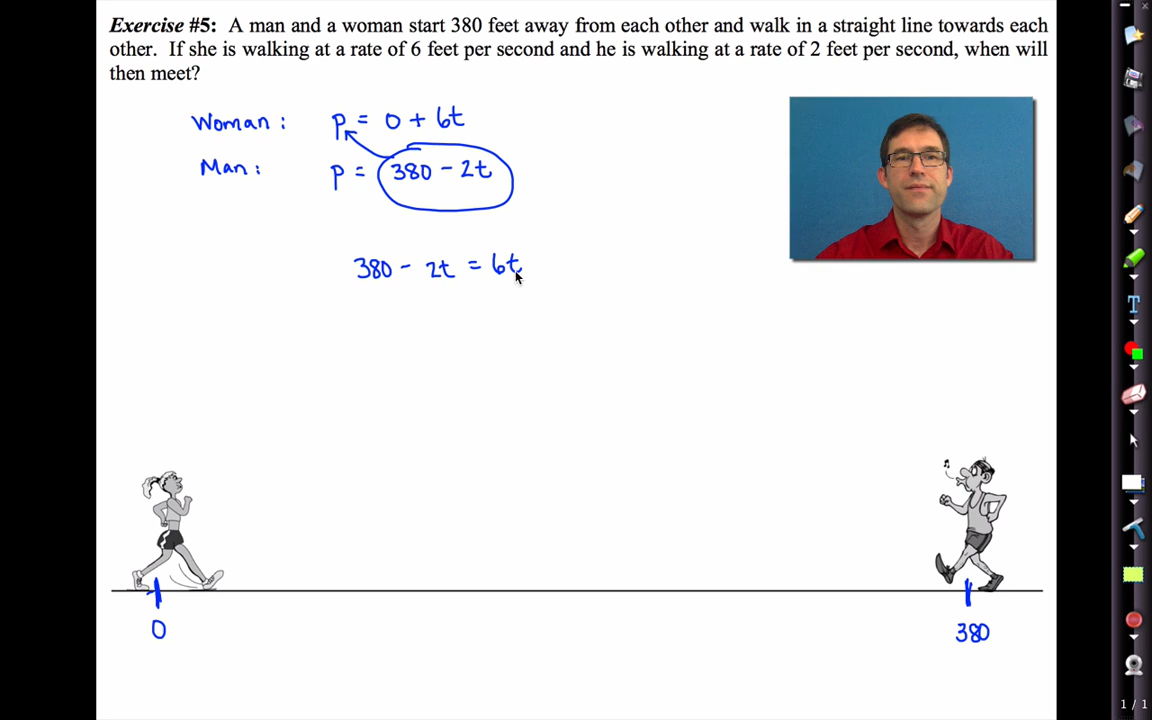 Exercise #5: A man and a woman start 380 feet away from each other and walk in a straight line towards each
other. If she is walking at a rate of 6 feet per second and he is walking at a rate of 2 feet per second, when will
then meet?
Woman : p = 0 + 6t
Man : p = 380 - 2t
380 - 2t = 6t
0 380
T
1 / 1